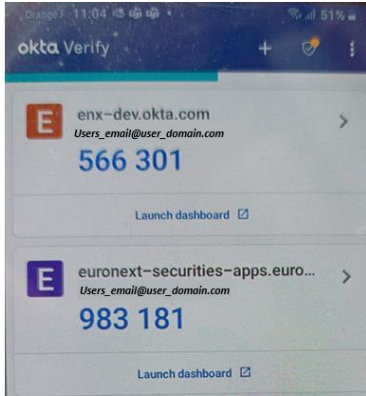 Orange F 11:04 51%
okta Verify
E
enx-dev.okta.com
Users_email@user_domain.com
566 301
Launch dashboard
E
euronext-securities-apps.euro...
Users_email@user_domain.com
983 181
Launch dashboard